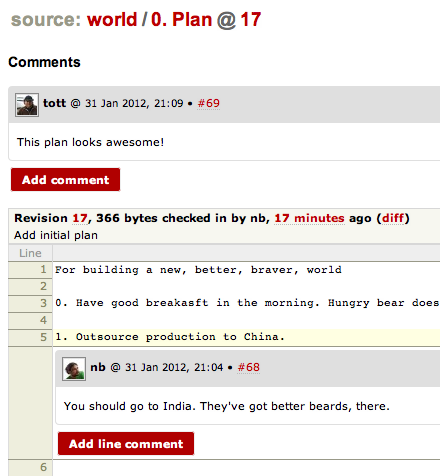 source: world / 0. Plan @ 17
Comments
tott @ 31 Jan 2012, 21:09 • #69
This plan looks awesome!
Add comment
Revision 17, 366 bytes checked in by nb, 17 minutes ago (diff)
Add initial plan
Line
1 For building a new, better, braver, world
2
3 0. Have good breakasft in the morning. Hungry bear does
4
5 1. Outsource production to China.
nb @ 31 Jan 2012, 21:04 • #68
You should go to India. They've got better beards, there.
Add line comment
6